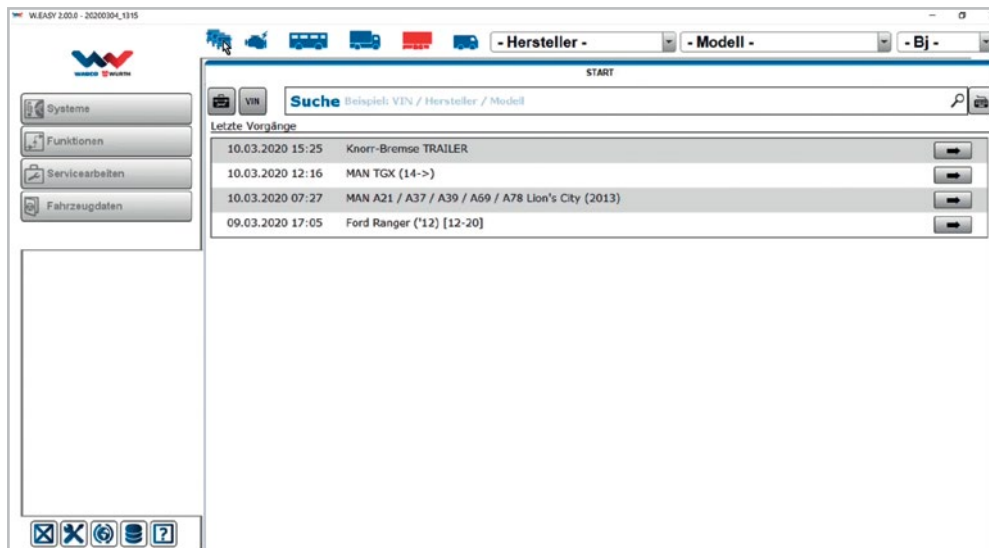 W.EASY 2.00.0 - 20200304_1315
- Hersteller - - Modell - - Bj -
WABCO WÜRTH
START
VIN Suche Beispiel: VIN / Hersteller / Modell
Letzte Vorgänge
Systeme
Funktionen
Servicearbeiten
Fahrzeugdaten
10.03.2020 15:25 Knorr-Bremse TRAILER
10.03.2020 12:16 MAN TGX (14->)
10.03.2020 07:27 MAN A21 / A37 / A39 / A69 / A78 Lion's City (2013)
09.03.2020 17:05 Ford Ranger ('12) [12-20]
?